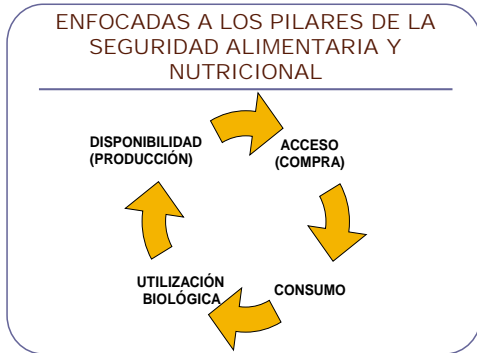 ENFOCADAS A LOS PILARES DE LA
SEGURIDAD ALIMENTARIA Y
NUTRICIONAL
DISPONIBILIDAD
(PRODUCCIÓN)
ACCESO
(COMPRA)
UTILIZACIÓN
BIOLÓGICA
CONSUMO